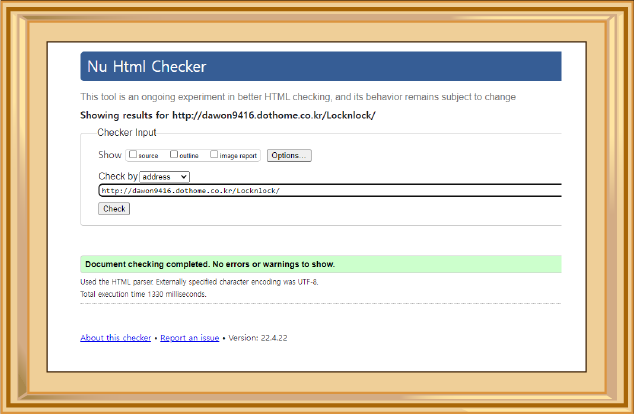 Nu Html Checker
This tool is an ongoing experiment in better HTML checking, and its behavior remains subject to change
Showing results for http://dawon9416.dothome.co.kr/Locknlock/
Checker Input
Show source outline image report Options...
Check by address
http://dawon9416.dothome.co.kr/Locknlock/
Check
Document checking completed. No errors or warnings to show.
Used the HTML parser. Externally specified character encoding was UTF-8.
Total execution time 1330 milliseconds.
About this checker • Report an issue • Version: 22.4.22